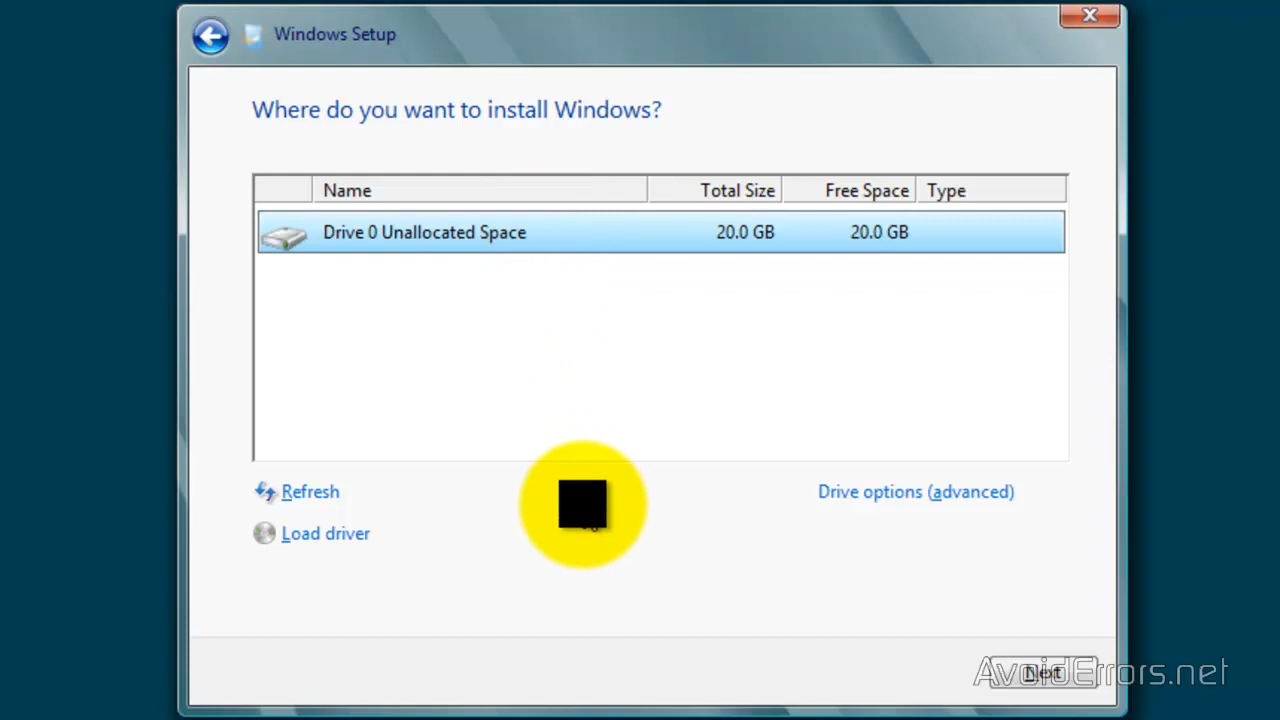 Windows Setup
Where do you want to install Windows?
Name Total Size Free Space Type
Drive 0 Unallocated Space 20.0 GB 20.0 GB
Refresh Drive options (advanced)
Load driver
Next
AvoidErrors.net